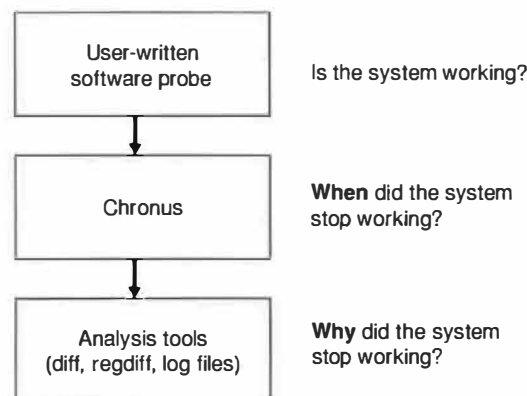 User-written
software probe
Is the system working?
Chronus
When did the system
stop working?
Analysis tools
(diff, regdiff, log files)
Why did the system
stop working?